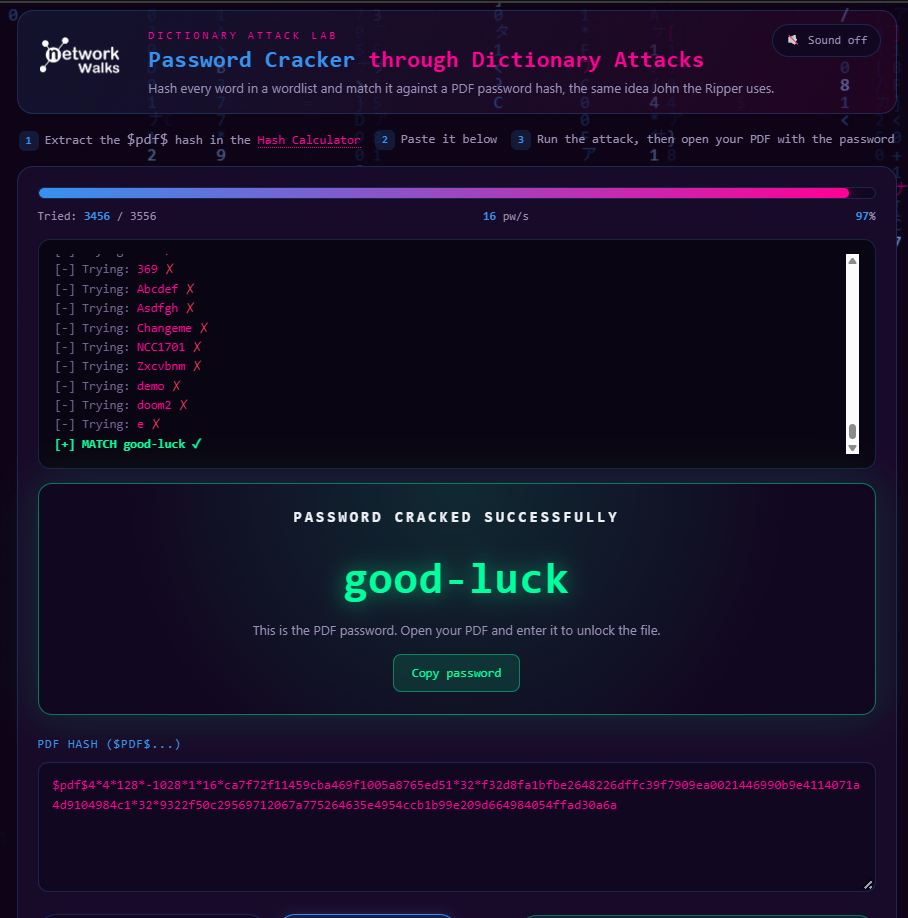 network
Walks
DICTIONARY ATTACK LAB
Password Cracker through Dictionary Attacks
Hash every word in a wordlist and match it against a PDF password hash, the same idea John the Ripper uses.
Sound off
1 Extract the $pdf$ hash in the Hash Calculator 2 Paste it below 3 Run the attack, then open your PDF with the password
Tried: 3456 / 3556
16 pw/s
97%
[-] Trying: 369 ✗
[-] Trying: Abcdef ✗
[-] Trying: Asdfgh ✗
[-] Trying: Changeme ✗
[-] Trying: NCC1701 ✗
[-] Trying: Zxcvbnm ✗
[-] Trying: demo ✗
[-] Trying: doom2 ✗
[-] Trying: e ✗
[+] MATCH good-luck ✓
PASSWORD CRACKED SUCCESSFULLY
good-luck
This is the PDF password. Open your PDF and enter it to unlock the file.
Copy password
PDF HASH ($PDF$...)
$pdf$4*4*128*-1028*1*16*ca7f72f11459cba469f1005a8765ed51*32*f32d8fa1bfbe2648226dffc39f7909ea0021446990b9e4114071a
4d9104984c1*32*9322f50c29569712067a775264635e4954ccb1b99e209d664984054ffad30a6a